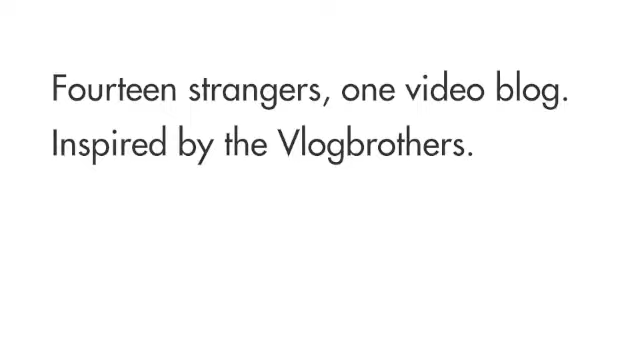 Fourteen strangers, one video blog.
Inspired by the Vlogbrothers.